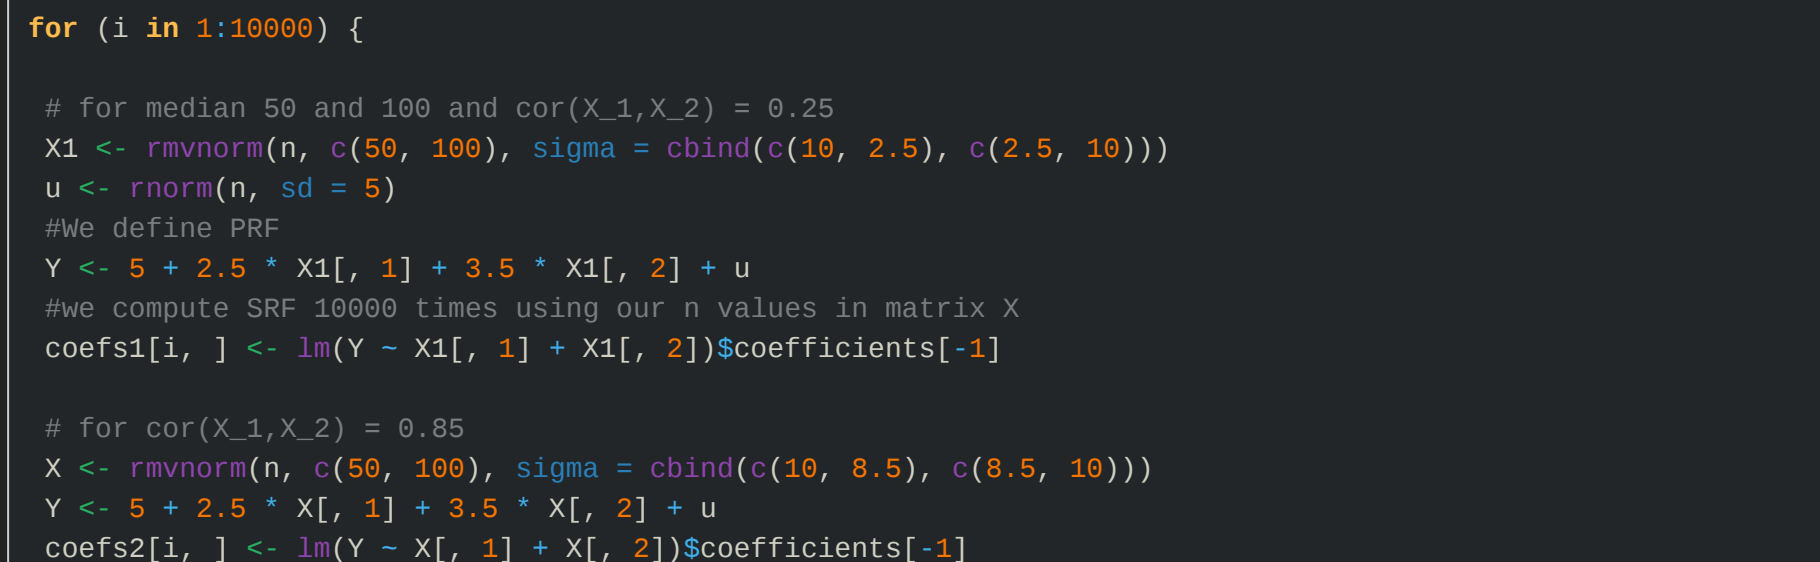 for (i in 1:10000) {
# for median 50 and 100 and cor(X_1,X_2) = 0.25
X1 <- rmvnorm(n, c(50, 100), sigma = cbind(c(10, 2.5), c(2.5, 10)))
u <- rnorm(n, sd = 5)
#We define PRF
Y <- 5 + 2.5 * X1[, 1] + 3.5 * X1[, 2] + u
#we compute SRF 10000 times using our n values in matrix X
coefs1[i, ] <- lm(Y ~ X1[, 1] + X1[, 2])$coefficients[-1]
# for cor(X_1,X_2) = 0.85
X <- rmvnorm(n, c(50, 100), sigma = cbind(c(10, 8.5), c(8.5, 10)))
Y <- 5 + 2.5 * X[, 1] + 3.5 * X[, 2] + u
coefs2[i, ] <- lm(Y ~ X[, 1] + X[, 2])$coefficients[-1]